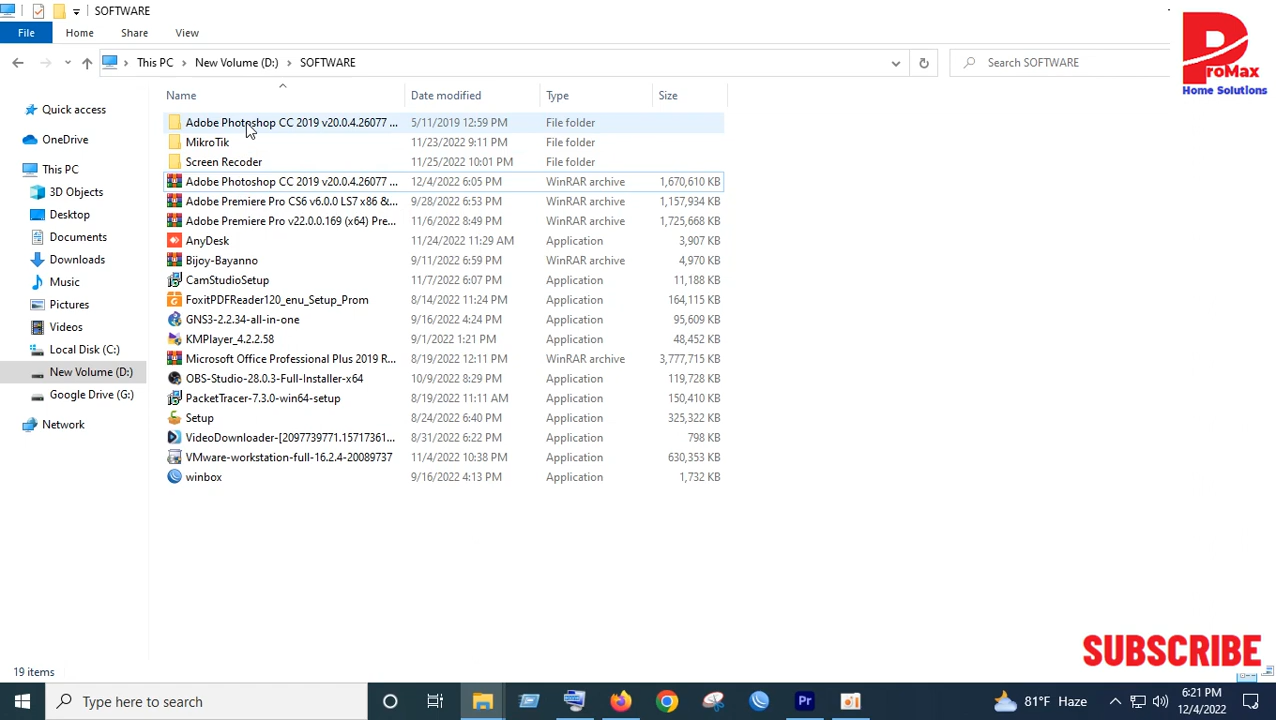 SOFTWARE
File Home Share View
This PC New Volume (D:) SOFTWARE
Search SOFTWARE
roMax
Home Solutions
Name Date modified Type Size
Quick access
OneDrive
This PC
3D Objects
Desktop
Documents
Downloads
Music
Pictures
Videos
Local Disk (C:)
New Volume (D:)
Google Drive (G:)
Network
Adobe Photoshop CC 2019 v20.0.4.26077 ... 5/11/2019 12:59 PM File folder
MikroTik 11/23/2022 9:11 PM File folder
Screen Recoder 11/25/2022 10:01 PM File folder
Adobe Photoshop CC 2019 v20.0.4.26077 ... 12/4/2022 6:05 PM WinRAR archive 1,670,610 KB
Adobe Premiere Pro CS6 v6.0.0 LS7 x86 &... 9/28/2022 6:53 PM WinRAR archive 1,157,934 KB
Adobe Premiere Pro v22.0.0.169 (x64) Pre... 11/6/2022 8:49 PM WinRAR archive 1,725,668 KB
AnyDesk 11/24/2022 11:29 AM Application 3,907 KB
Bijoy-Bayanno 9/11/2022 6:59 PM WinRAR archive 4,970 KB
CamStudioSetup 11/7/2022 6:07 PM Application 11,188 KB
FoxitPDFReader120_enu_Setup_Prom 8/14/2022 11:24 PM Application 164,115 KB
GNS3-2.2.34-all-in-one 9/16/2022 4:24 PM Application 95,609 KB
KMPlayer_4.2.2.58 9/1/2022 1:21 PM Application 48,452 KB
Microsoft Office Professional Plus 2019 R... 8/19/2022 12:11 PM WinRAR archive 3,777,715 KB
OBS-Studio-28.0.3-Full-Installer-x64 10/9/2022 8:29 PM Application 119,728 KB
PacketTracer-7.3.0-win64-setup 8/19/2022 11:11 AM Application 150,410 KB
Setup 8/24/2022 6:40 PM Application 325,322 KB
VideoDownloader-[2097739771.15717361... 8/31/2022 6:22 PM Application 798 KB
VMware-workstation-full-16.2.4-20089737 11/4/2022 10:38 PM Application 630,353 KB
winbox 9/16/2022 4:13 PM Application 1,732 KB
SUBSCRIBE
19 items
Type here to search
Pr
81°F Haze
6:21 PM
12/4/2022